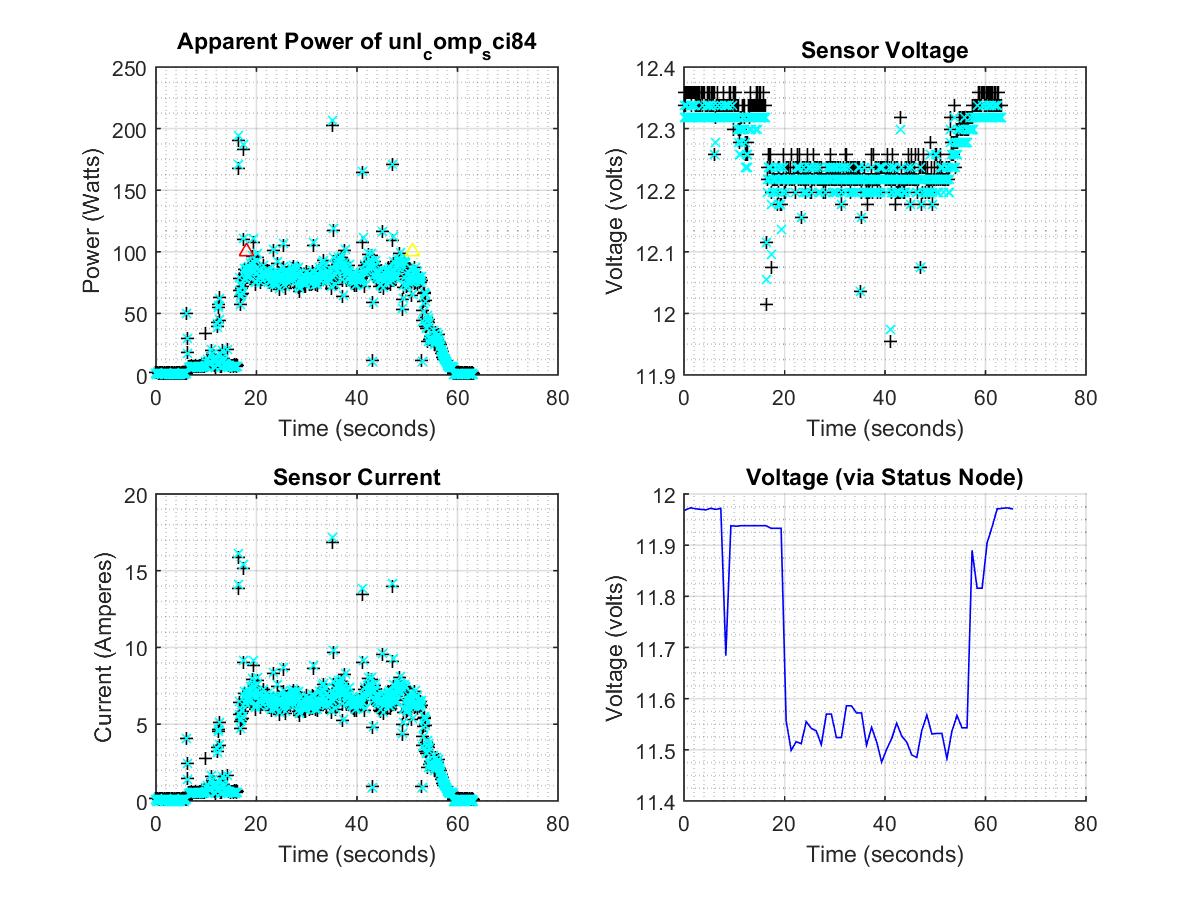 Apparent Power of unl_comp_sci84
250
200
150
100
50
0
Power (Watts)
0 20 40 60 80
Time (seconds)
Sensor Voltage
12.4
12.3
12.2
12.1
12
11.9
Voltage (volts)
0 20 40 60 80
Time (seconds)
Sensor Current
20
15
10
5
0
Current (Amperes)
0 20 40 60 80
Time (seconds)
Voltage (via Status Node)
12
11.9
11.8
11.7
11.6
11.5
11.4
Voltage (volts)
0 20 40 60 80
Time (seconds)